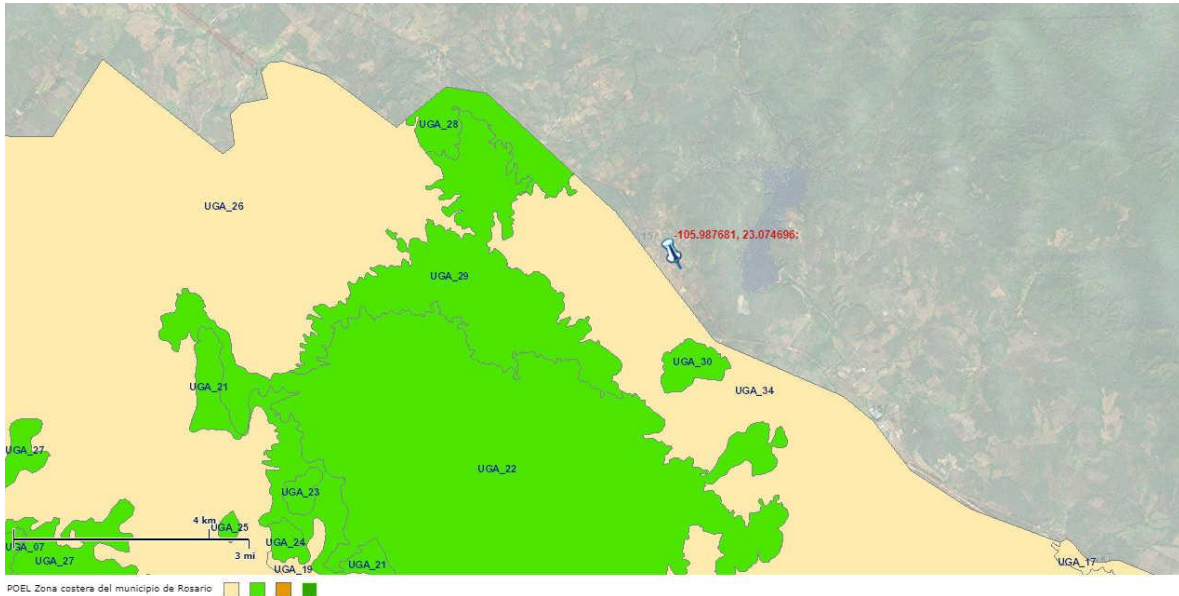 UGA_28
UGA_26
-105.987681, 23.074696:
UGA_29
UGA_30
UGA_21
UGA_34
UGA_27
UGA_22
UGA_23
4 km
UGA_25
UGA_24
UGA_07
3 mi
UGA_27
UGA_21
UGA_19
UGA_17
POEL Zona costera del municipio de Rosario